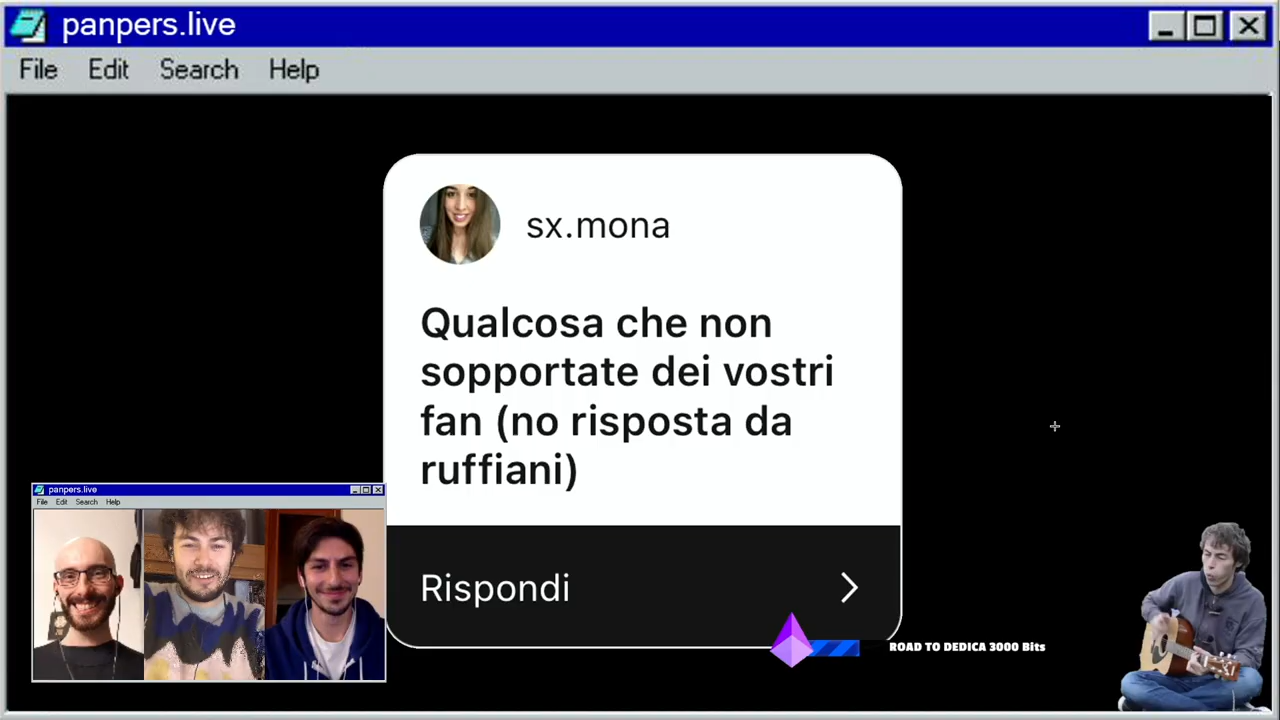 panpers.live
File Edit Search Help
sx.mona
Qualcosa che non
sopportate dei vostri
fan (no risposta da
ruffiani)
Rispondi
panpers.live
File Edit Search Help
ROAD TO DEDICA 3000 Bits